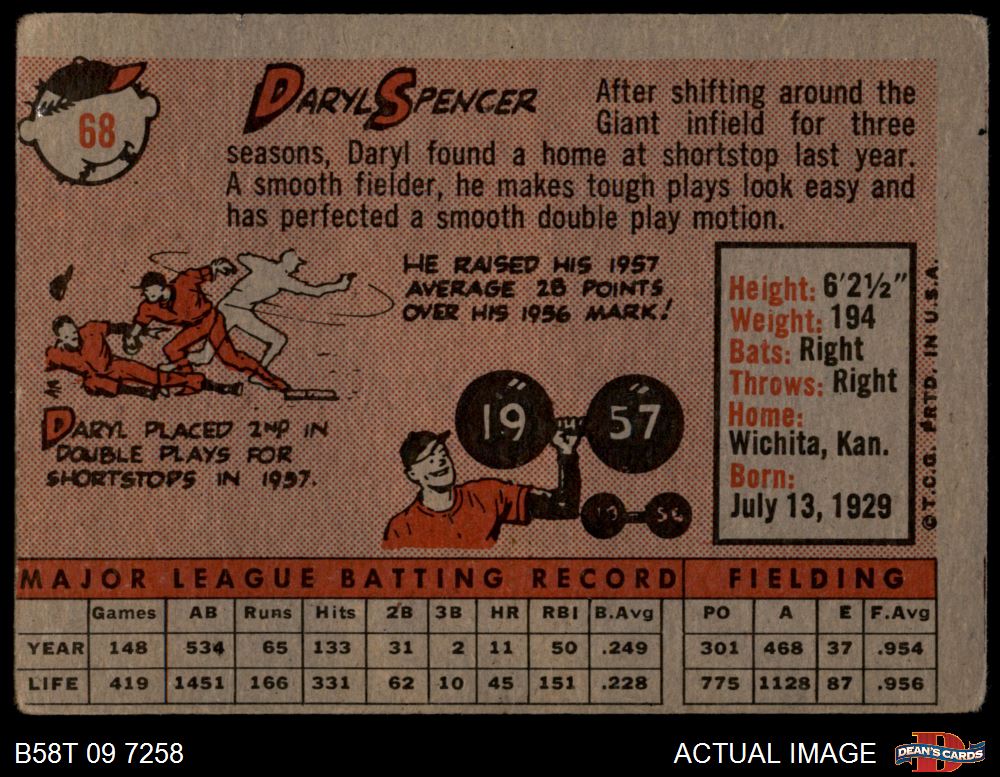 68
DARYL SPENCER
After shifting around the
Giant infield for three
seasons, Daryl found a home at shortstop last year.
A smooth fielder, he makes tough plays look easy and
has perfected a smooth double play motion.
HE RAISED HIS 1957
AVERAGE 28 POINTS
OVER HIS 1956 MARK!
DARYL PLACED 2ND IN
DOUBLE PLAYS FOR
SHORTSTOPS IN 1957.
19 57
19 56
Height: 6'2½"
Weight: 194
Bats: Right
Throws: Right
Home:
Wichita, Kan.
Born:
July 13, 1929
© T.C.G. PRTD. IN U.S.A.
MAJOR LEAGUE BATTING RECORD FIELDING
Games AB Runs Hits 2B 3B HR RBI B.Avg PO A E F.Avg
YEAR 148 534 65 133 31 2 11 50 .249 301 468 37 .954
LIFE 419 1451 166 331 62 10 45 151 .228 775 1128 87 .956
B58T 09 7258
ACTUAL IMAGE
D
DEAN'S CARDS